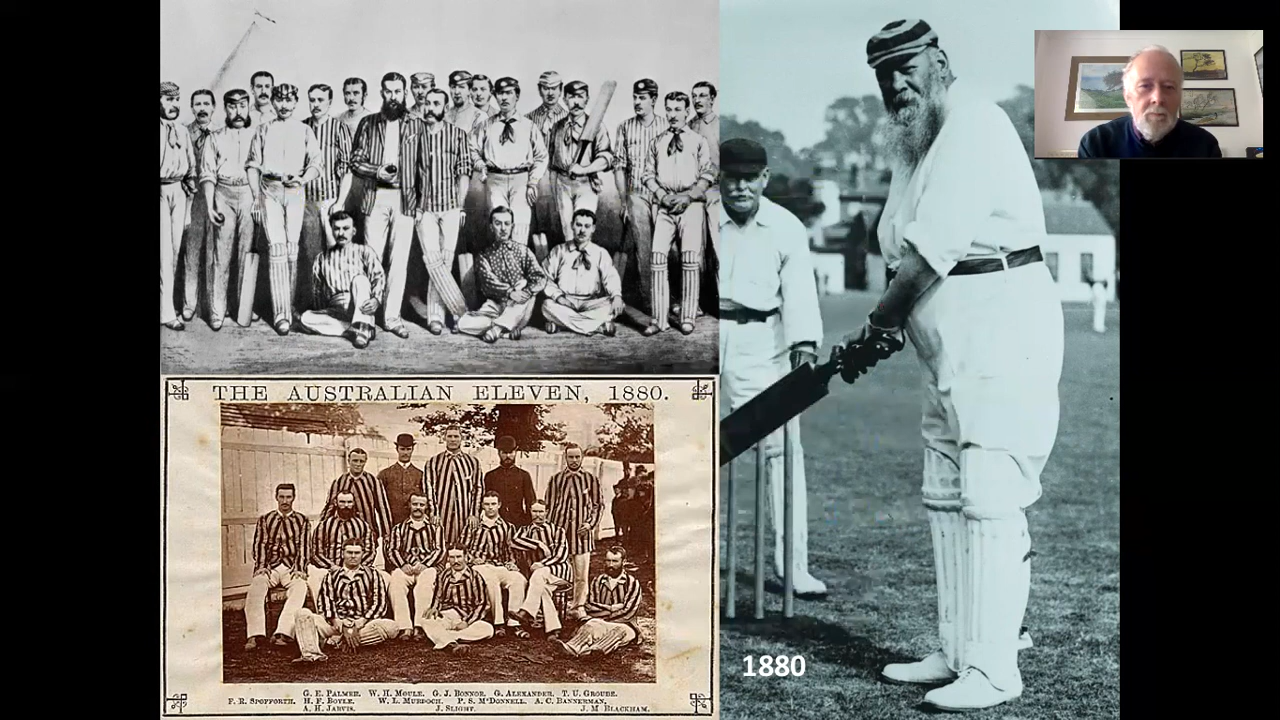 THE AUSTRALIAN ELEVEN, 1880.
G. E. PALMER. W. H. MOULE. G. J. BONNOR. G. ALEXANDER. T. U. GROUBE.
F. R. SPOFFORTH. H. F. BOYLE. W. L. MURDOCH. P. S. McDONNELL. A. C. BANNERMAN.
A. H. JARVIS. J. SLIGHT. J. M BLACKHAM.
1880